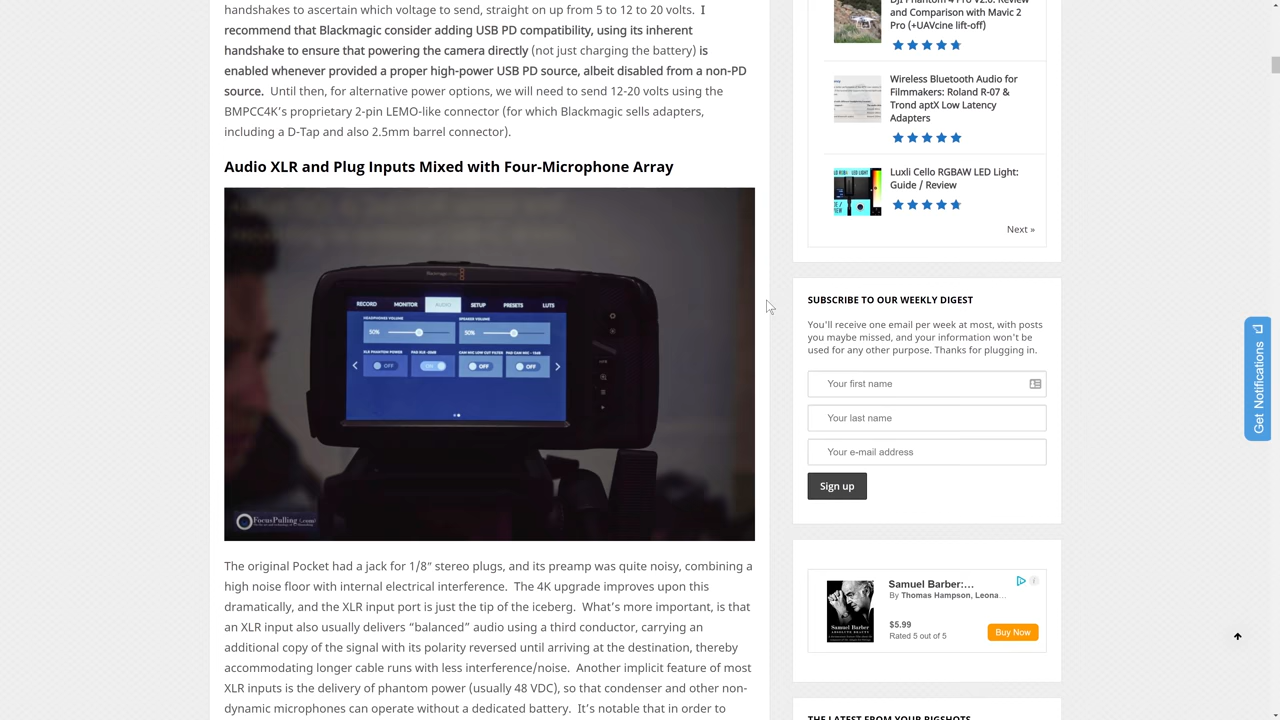 handshakes to ascertain which voltage to send, straight on up from 5 to 12 to 20 volts. I
recommend that Blackmagic consider adding USB PD compatibility, using its inherent
handshake to ensure that powering the camera directly (not just charging the battery) is
enabled whenever provided a proper high-power USB PD source, albeit disabled from a non-PD
source. Until then, for alternative power options, we will need to send 12-20 volts using the
BMPCC4K's proprietary 2-pin LEMO-like connector (for which Blackmagic sells adapters,
including a D-Tap and also 2.5mm barrel connector).
Audio XLR and Plug Inputs Mixed with Four-Microphone Array
RECORD MONITOR AUDIO SETUP PRESETS LUTS
HEADPHONES VOLUME SPEAKER VOLUME
50% 50%
XLR PHANTOM POWER
OFF ON OFF OFF
FocusPulling
The original Pocket had a jack for 1/8" stereo plugs, and its preamp was quite noisy, combining a
high noise floor with internal electrical interference. The 4K upgrade improves upon this
dramatically, and the XLR input port is just the tip of the iceberg. What's more important, is that
an XLR input also usually delivers "balanced" audio using a third conductor, carrying an
additional copy of the signal with its polarity reversed until arriving at the destination, thereby
accommodating longer cable runs with less interference/noise. Another implicit feature of most
XLR inputs is the delivery of phantom power (usually 48 VDC), so that condenser and other non-
dynamic microphones can operate without a dedicated battery. It's notable that in order to
DJI Phantom 4 Pro V2.0: Review
and Comparison with Mavic 2
Pro (+UAVcine lift-off)
Wireless Bluetooth Audio for
Filmmakers: Roland R-07 &
Trond aptX Low Latency
Adapters
Luxli Cello RGBAW LED Light:
Guide / Review
Next »
SUBSCRIBE TO OUR WEEKLY DIGEST
You'll receive one email per week at most, with posts
you maybe missed, and your information won't be
used for any other purpose. Thanks for plugging in.
Your first name
Your last name
Your e-mail address
Sign up
Samuel Barber:...
By Thomas Hampson, Leona...
$5.99
Rated 5 out of 5
Buy Now
THE LATEST FROM YOUR BIGSHOTS
Get Notifications